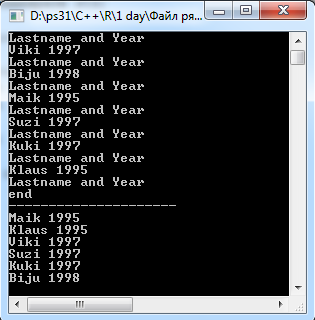 D:\ps31\C++\R\1 day\Файл ря...
Lastname and Year
Viki 1997
Lastname and Year
Biju 1998
Lastname and Year
Maik 1995
Lastname and Year
Suzi 1997
Lastname and Year
Kuki 1997
Lastname and Year
Klaus 1995
Lastname and Year
end
---------------------
Maik 1995
Klaus 1995
Viki 1997
Suzi 1997
Kuki 1997
Biju 1998